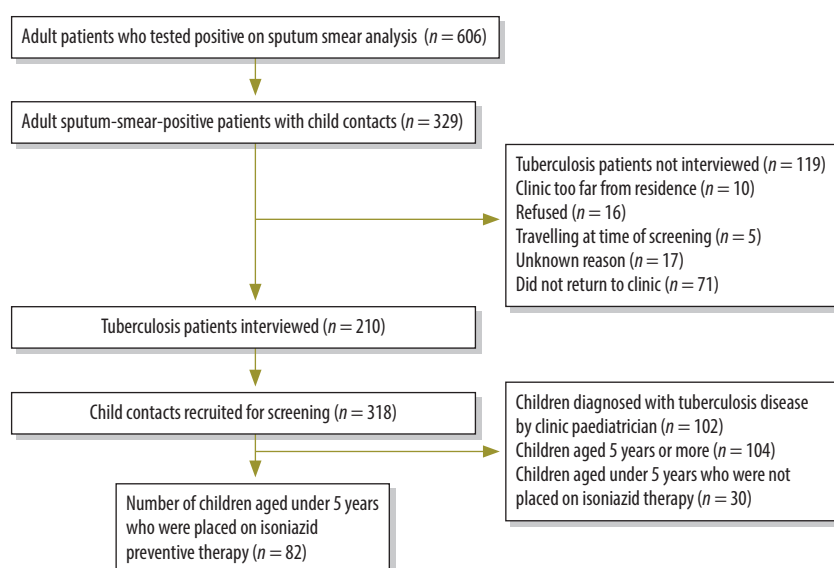 Adult patients who tested positive on sputum smear analysis (n = 606)
Adult sputum-smear-positive patients with child contacts (n = 329)
Tuberculosis patients not interviewed (n = 119)
Clinic too far from residence (n = 10)
Refused (n = 16)
Travelling at time of screening (n = 5)
Unknown reason (n = 17)
Did not return to clinic (n = 71)
Tuberculosis patients interviewed (n = 210)
Child contacts recruited for screening (n = 318)
Children diagnosed with tuberculosis disease
by clinic paediatrician (n = 102)
Children aged 5 years or more (n = 104)
Children aged under 5 years who were not
placed on isoniazid therapy (n = 30)
Number of children aged under 5 years
who were placed on isoniazid
preventive therapy (n = 82)